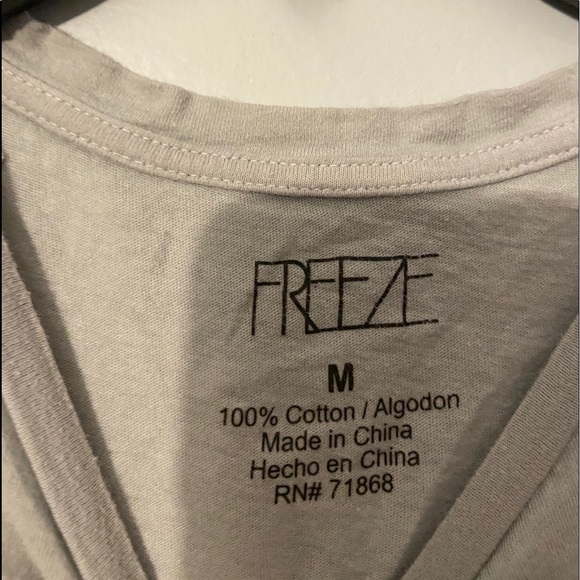 FREEZE
M
100% Cotton / Algodon
Made in China
Hecho en China
RN# 71868